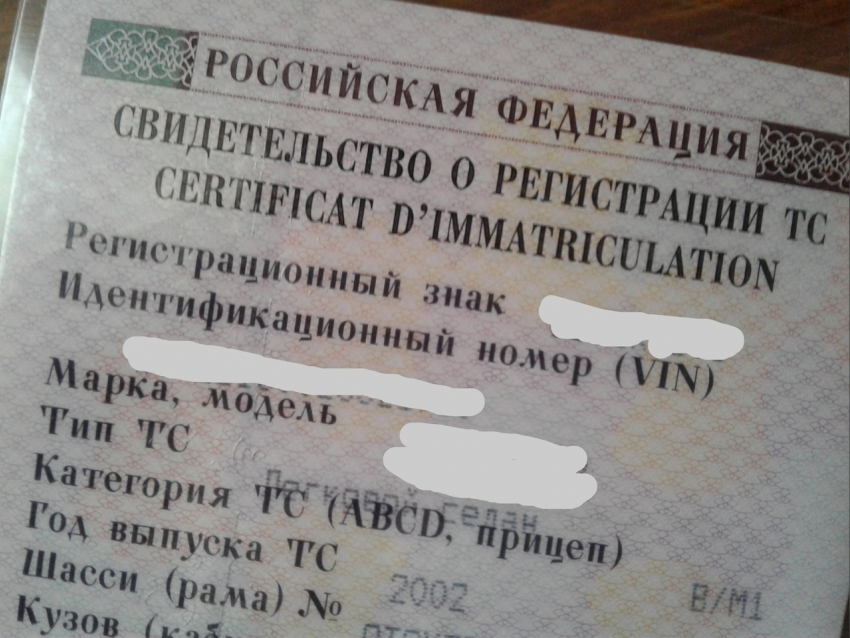 РОССИЙСКАЯ ФЕДЕРАЦИЯ
СВИДЕТЕЛЬСТВО О РЕГИСТРАЦИИ ТС
CERTIFICAT D'IMMATRICULATION
Регистрационный знак
Идентификационный номер (VIN)
Марка, модель
Тип ТС
Легковой седан
Категория ТС (ABCD, прицеп)
B/M1
Год выпуска ТС
2002
Шасси (рама) №
Кузов